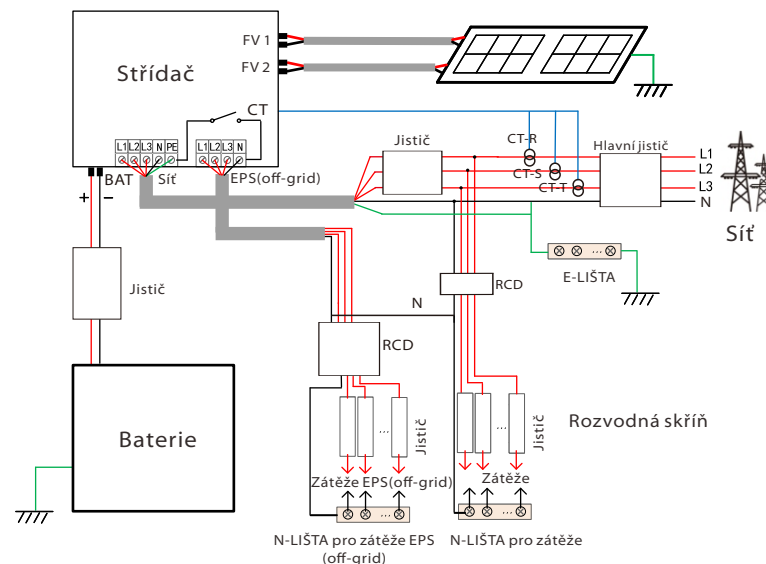 FV 1
FV 2
Střídač
CT
L1 L2 L3 N PE
L1 L2 L3 N
BAT
Síť
EPS(off-grid)
+
−
Jistič
Baterie
Jistič
CT-R
CT-S
CT-T
Hlavní jistič
L1
L2
L3
N
Síť
E-LIŠTA
N
RCD
RCD
...
Jistič
...
Jistič
Rozvodná skříň
Zátěže EPS(off-grid)
Zátěže
...
...
N-LIŠTA pro zátěže EPS
(off-grid)
N-LIŠTA pro zátěže